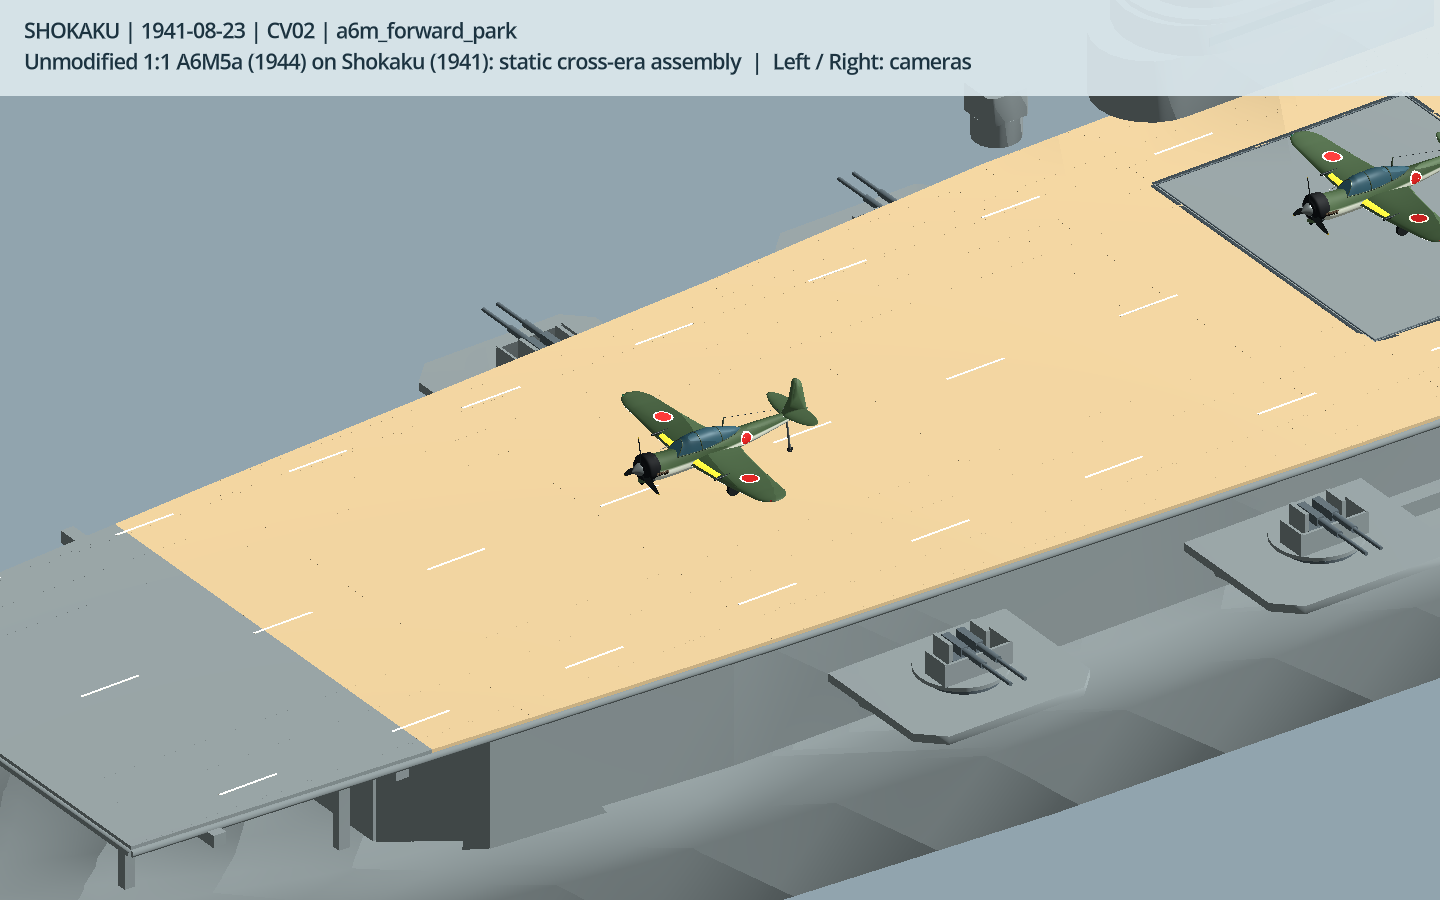 SHOKAKU | 1941-08-23 | CV02 | a6m_forward_park
Unmodified 1:1 A6M5a (1944) on Shokaku (1941): static cross-era assembly | Left / Right: cameras